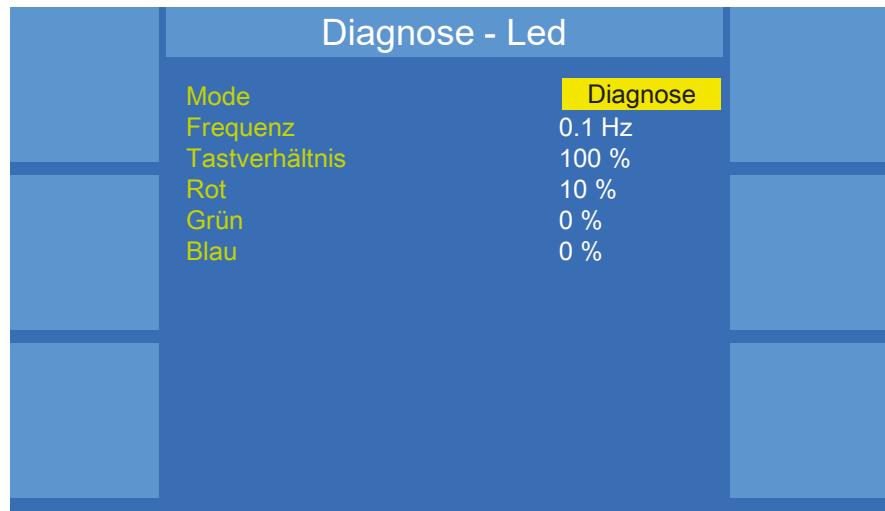 Diagnose - Led
Mode Diagnose
Frequenz 0.1 Hz
Tastverhältnis 100 %
Rot 10 %
Grün 0 %
Blau 0 %